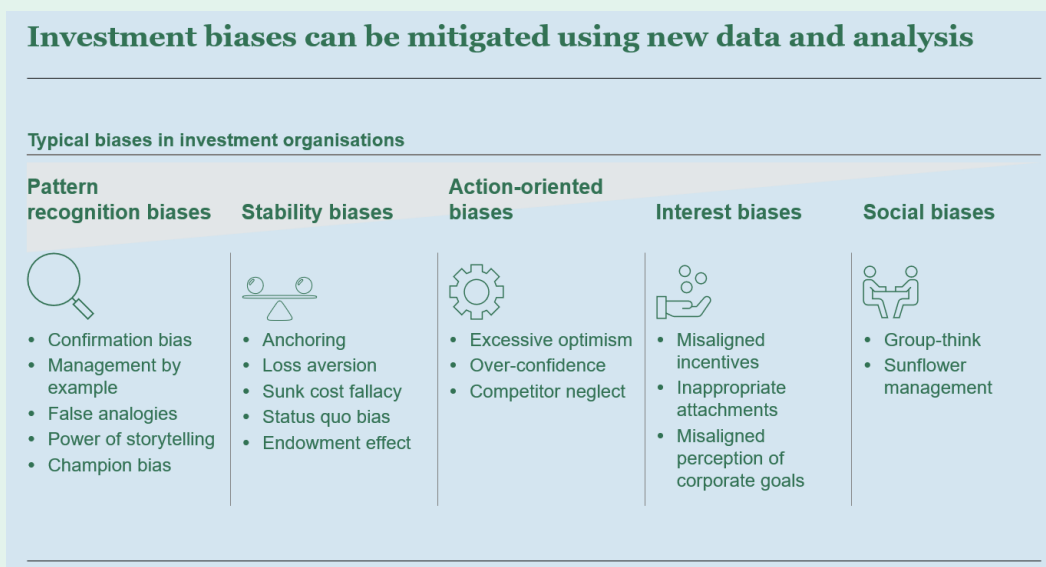 Investment biases can be mitigated using new data and analysis
Typical biases in investment organisations
Pattern
recognition biases
• Confirmation bias
• Management by
example
• False analogies
• Power of storytelling
• Champion bias
Stability biases
• Anchoring
• Loss aversion
• Sunk cost fallacy
• Status quo bias
• Endowment effect
Action-oriented
biases
• Excessive optimism
• Over-confidence
• Competitor neglect
Interest biases
• Misaligned
incentives
• Inappropriate
attachments
• Misaligned
perception of
corporate goals
Social biases
• Group-think
• Sunflower
management